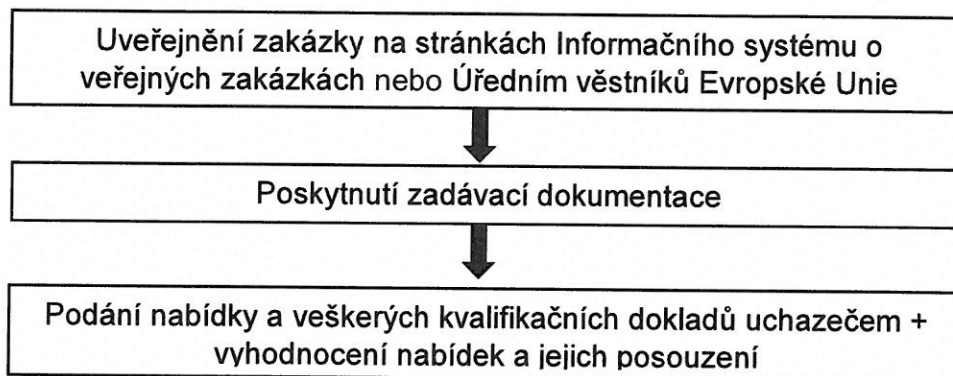 Uveřejnění zakázky na stránkách Informačního systému o
veřejných zakázkách nebo Úředním věstníků Evropské Unie
Poskytnutí zadávací dokumentace
Podání nabídky a veškerých kvalifikačních dokladů uchazečem +
vyhodnocení nabídek a jejich posouzení